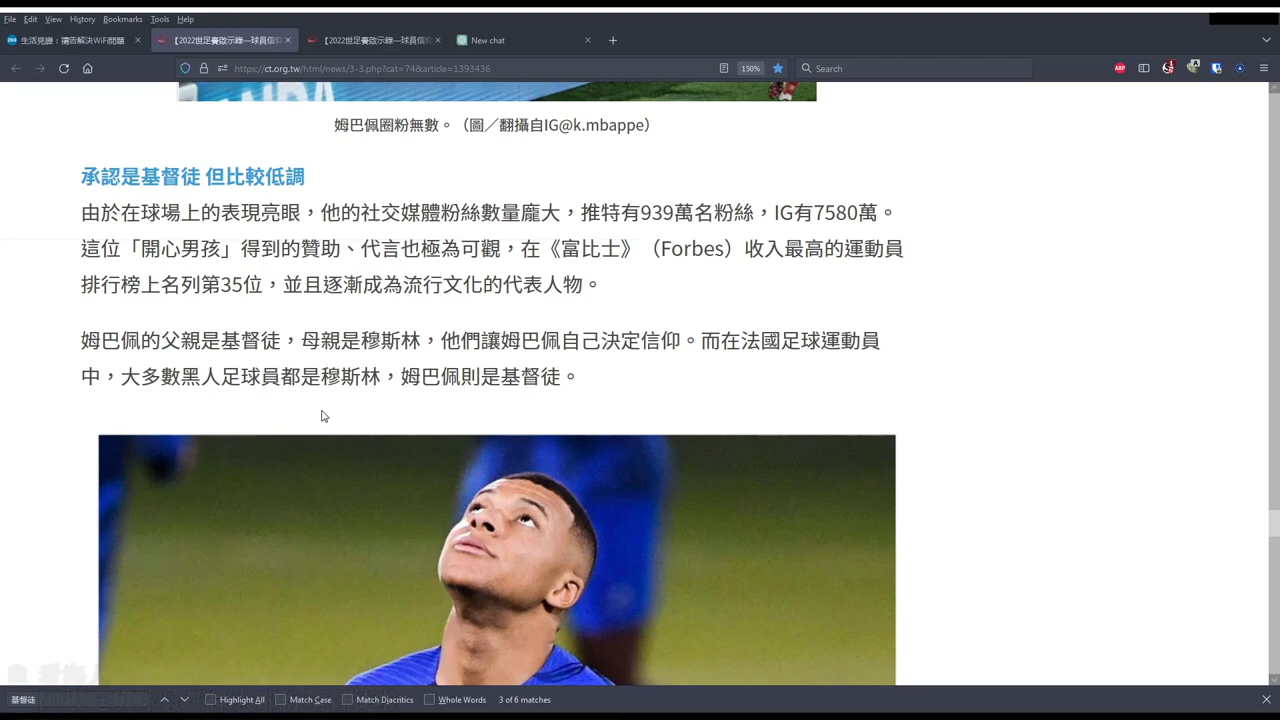 File Edit View History Bookmarks Tools Help
生活見證：禱告解決WiFi問題
【2022世足賽啟示錄—球員信仰
【2022世足賽啟示錄—球員信仰
New chat
https://ct.org.tw/html/news/3-3.php?cat=74&article=1393436
150%
Search
姆巴佩圈粉無數。（圖／翻攝自IG@k.mbappe）
承認是基督徒 但比較低調
由於在球場上的表現亮眼，他的社交媒體粉絲數量龐大，推特有939萬名粉絲，IG有7580萬。
這位「開心男孩」得到的贊助、代言也極為可觀，在《富比士》（Forbes）收入最高的運動員
排行榜上名列第35位，並且逐漸成為流行文化的代表人物。
姆巴佩的父親是基督徒，母親是穆斯林，他們讓姆巴佩自己決定信仰。而在法國足球運動員
中，大多數黑人足球員都是穆斯林，姆巴佩則是基督徒。
基督徒
Highlight All Match Case Match Diacritics Whole Words 3 of 6 matches